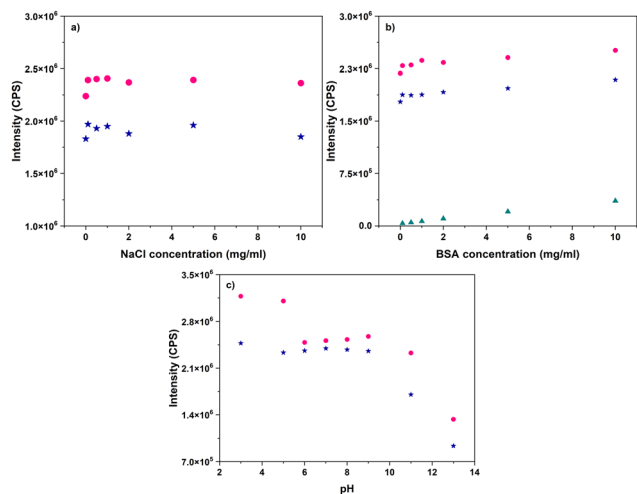 a)
3.0×10⁶
2.5×10⁶
2.0×10⁶
1.5×10⁶
1.0×10⁶
Intensity (CPS)
0 2 4 6 8 10
NaCl concentration (mg/ml)
b)
3.0×10⁶
2.3×10⁶
1.5×10⁶
7.5×10⁵
0.0
Intensity (CPS)
0 2 4 6 8 10
BSA concentration (mg/ml)
c)
3.5×10⁶
2.8×10⁶
2.1×10⁶
1.4×10⁶
7.0×10⁵
Intensity (CPS)
2 4 6 8 10 12 14
pH